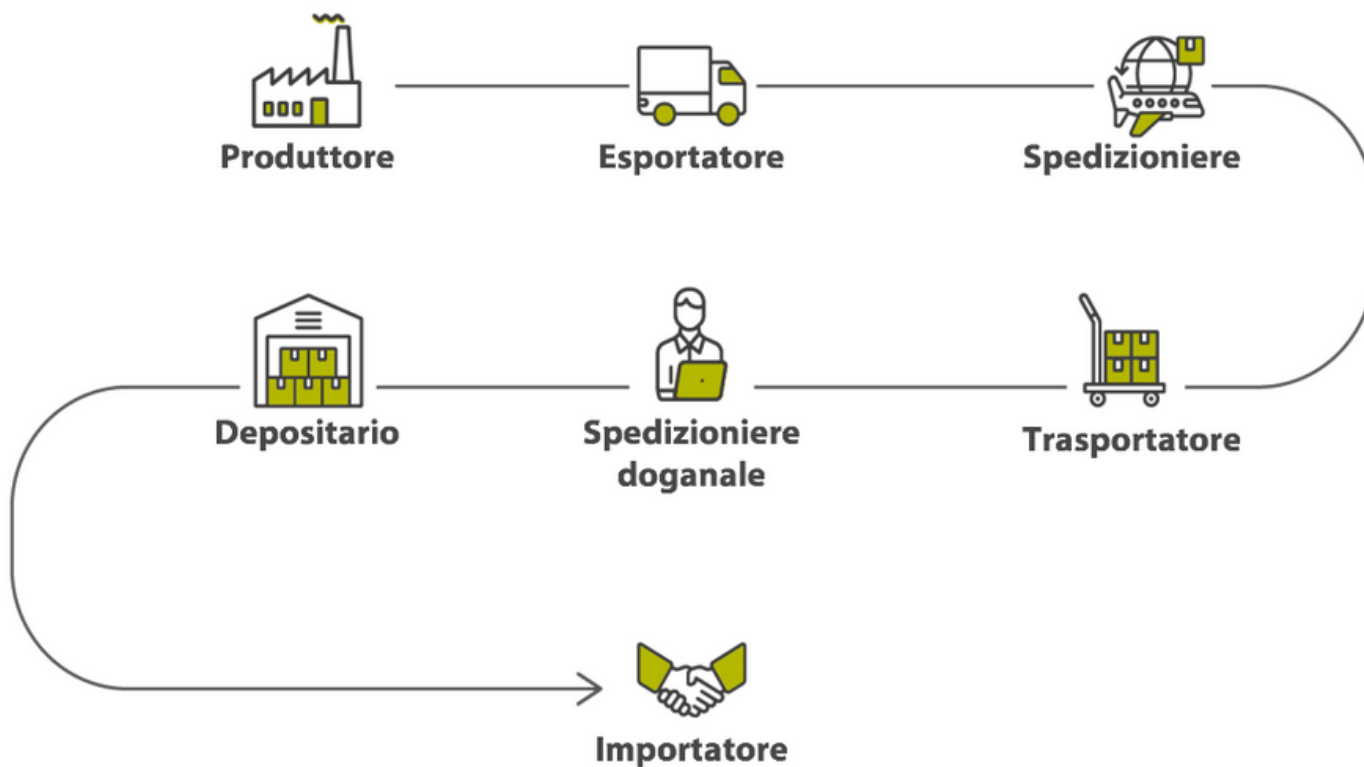 Produttore
Esportatore
Spedizioniere
Depositario
Spedizioniere
doganale
Trasportatore
Importatore